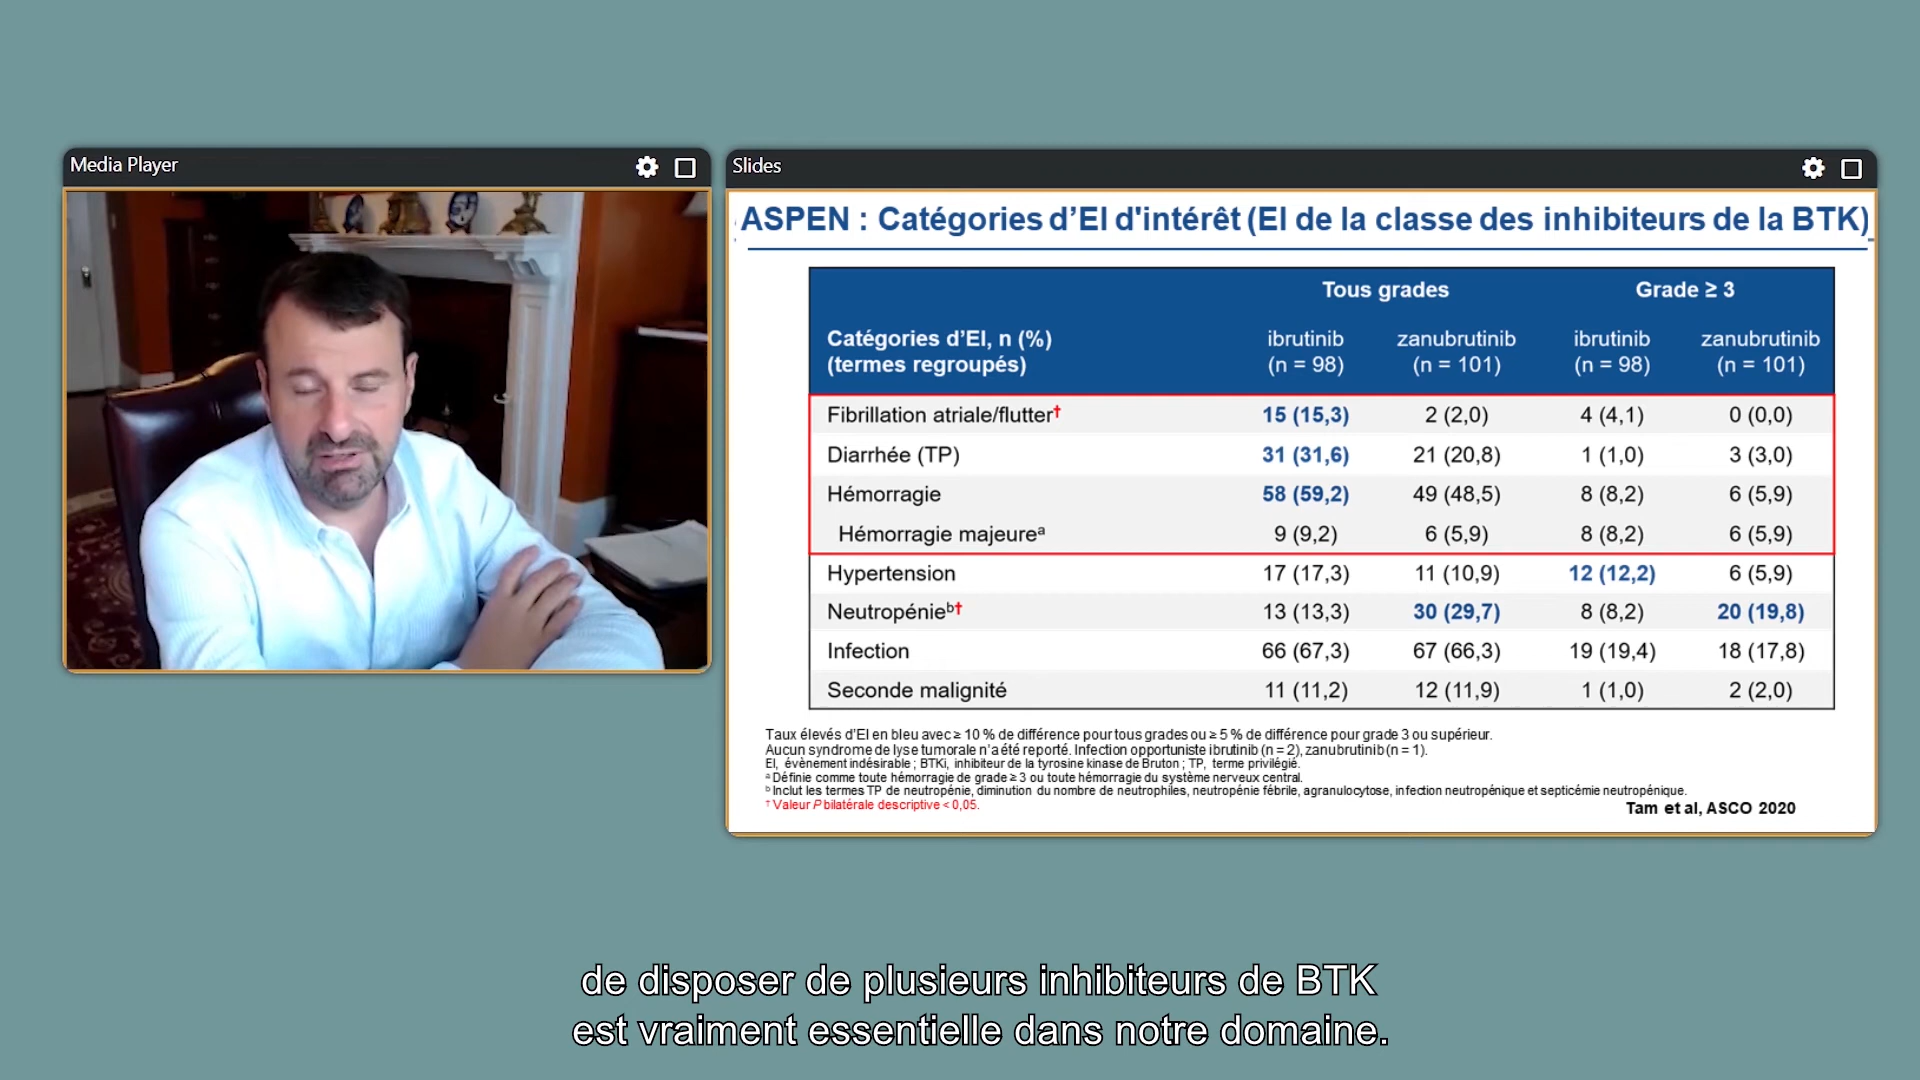 Media Player
Slides
ASPEN : Catégories d’EI d'intérêt (EI de la classe des inhibiteurs de la BTK)
Tous grades Grade ≥ 3
Catégories d’EI, n (%) ibrutinib zanubrutinib ibrutinib zanubrutinib
(termes regroupés) (n = 98) (n = 101) (n = 98) (n = 101)
Fibrillation atriale/flutter† 15 (15,3) 2 (2,0) 4 (4,1) 0 (0,0)
Diarrhée (TP) 31 (31,6) 21 (20,8) 1 (1,0) 3 (3,0)
Hémorragie 58 (59,2) 49 (48,5) 8 (8,2) 6 (5,9)
Hémorragie majeureª 9 (9,2) 6 (5,9) 8 (8,2) 6 (5,9)
Hypertension 17 (17,3) 11 (10,9) 12 (12,2) 6 (5,9)
Neutropénieᵇ† 13 (13,3) 30 (29,7) 8 (8,2) 20 (19,8)
Infection 66 (67,3) 67 (66,3) 19 (19,4) 18 (17,8)
Seconde malignité 11 (11,2) 12 (11,9) 1 (1,0) 2 (2,0)
Taux élevés d’EI en bleu avec ≥ 10 % de différence pour tous grades ou ≥ 5 % de différence pour grade 3 ou supérieur.
Aucun syndrome de lyse tumorale n’a été reporté. Infection opportuniste ibrutinib (n = 2), zanubrutinib (n = 1).
EI, évènement indésirable ; BTKi, inhibiteur de la tyrosine kinase de Bruton ; TP, terme privilégié.
ª Définie comme toute hémorragie de grade ≥ 3 ou toute hémorragie du système nerveux central.
ᵇ Inclut les termes TP de neutropénie, diminution du nombre de neutrophiles, neutropénie fébrile, agranulocytose, infection neutropénique et septicémie neutropénique.
† Valeur P bilatérale descriptive < 0,05.
Tam et al, ASCO 2020
de disposer de plusieurs inhibiteurs de BTK
est vraiment essentielle dans notre domaine.